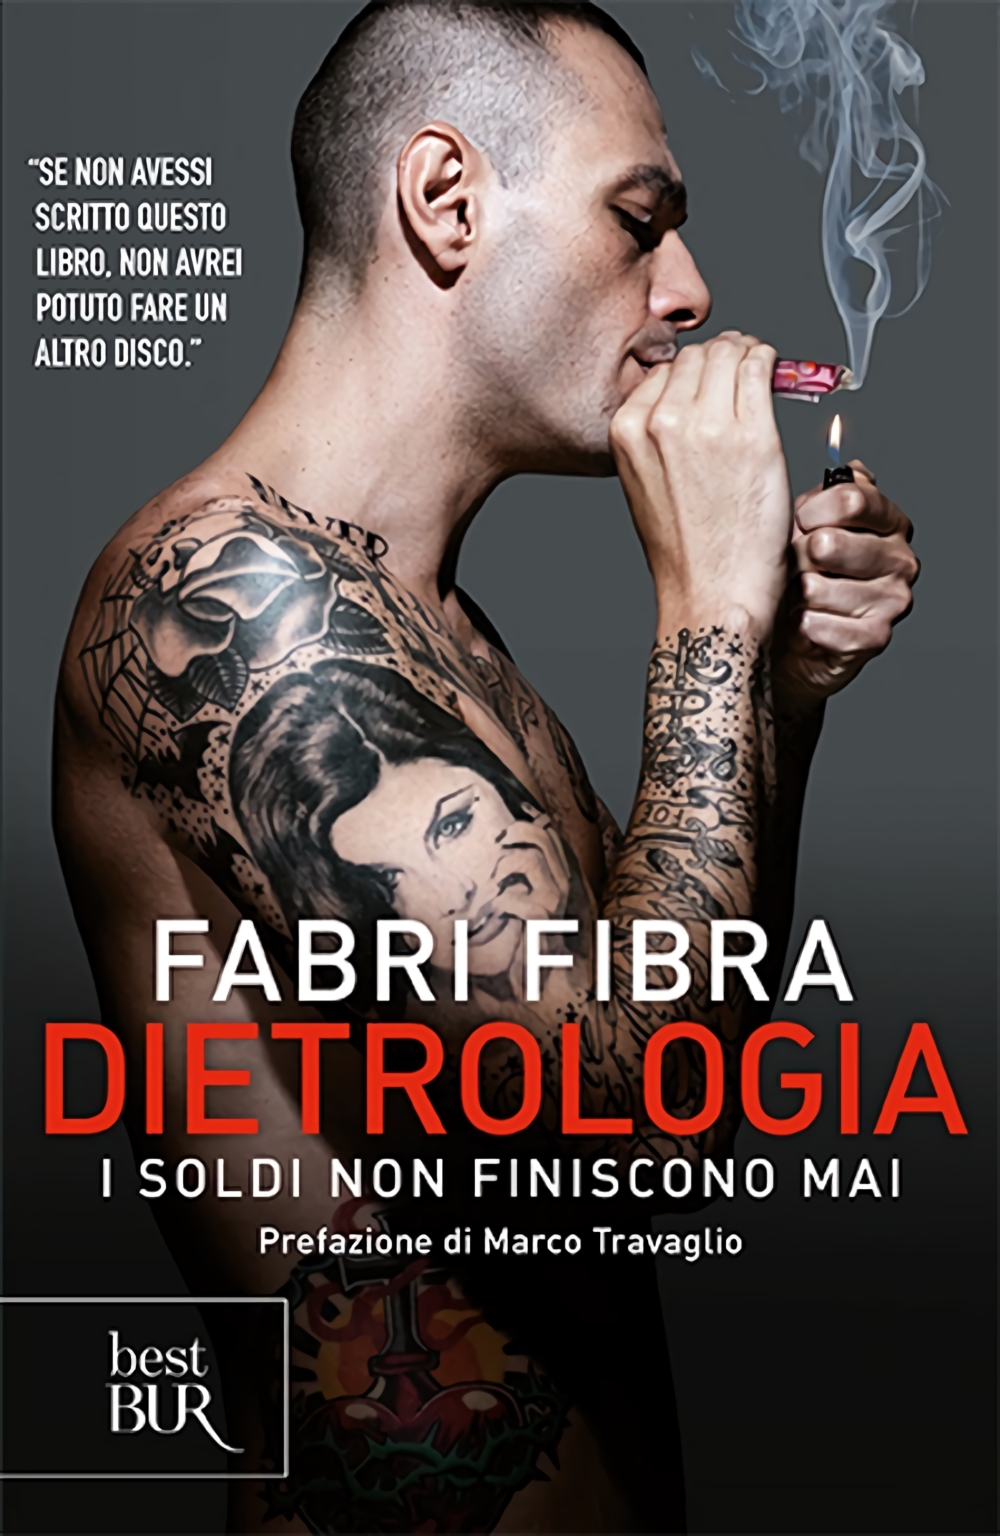 “SE NON AVESSI
SCRITTO QUESTO
LIBRO, NON AVREI
POTUTO FARE UN
ALTRO DISCO.”
FABRI FIBRA
DIETROLOGIA
I SOLDI NON FINISCONO MAI
Prefazione di Marco Travaglio
best
BUR